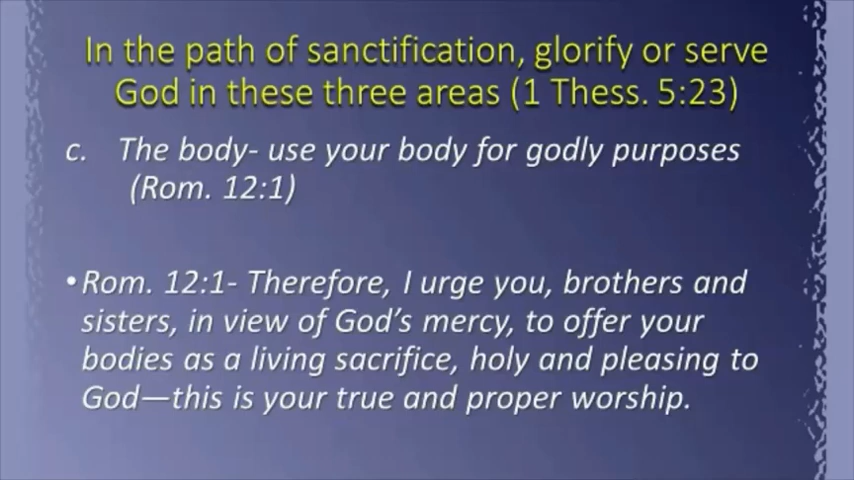 In the path of sanctification, glorify or serve
God in these three areas (1 Thess. 5:23)
c. The body- use your body for godly purposes
(Rom. 12:1)
• Rom. 12:1- Therefore, I urge you, brothers and
sisters, in view of God’s mercy, to offer your
bodies as a living sacrifice, holy and pleasing to
God—this is your true and proper worship.